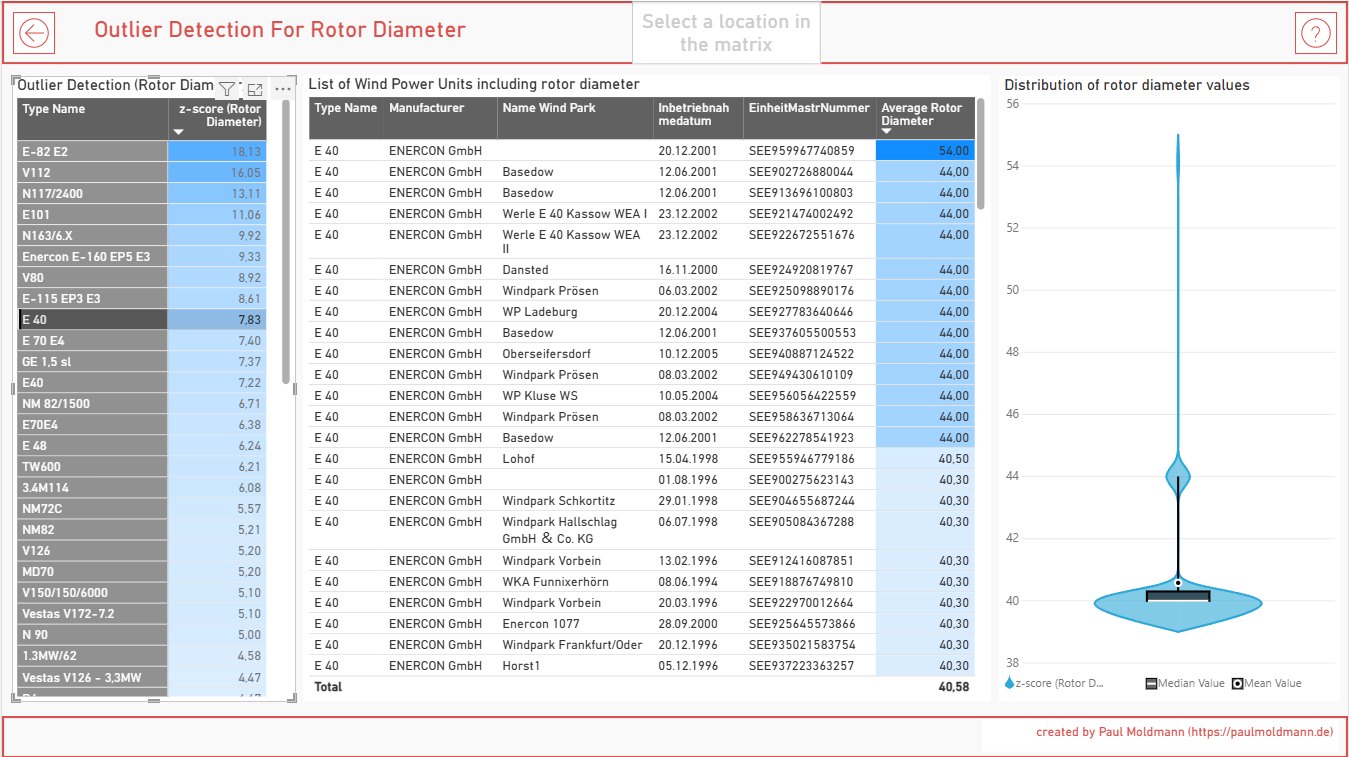 Outlier Detection For Rotor Diameter
Select a location in
the matrix
?
Outlier Detection (Rotor Diam
Type Name z-score (Rotor
Diameter)
E-82 E2 18,13
V112 16,05
N117/2400 13,11
E101 11,06
N163/6.X 9,92
Enercon E-160 EP5 E3 9,33
V80 8,92
E-115 EP3 E3 8,61
E 40 7,83
E 70 E4 7,40
GE 1,5 sl 7,37
E40 7,22
NM 82/1500 6,71
E70E4 6,38
E 48 6,24
TW600 6,21
3.4M114 6,08
NM72C 5,57
NM82 5,21
V126 5,20
MD70 5,20
V150/150/6000 5,10
Vestas V172-7.2 5,10
N 90 5,00
1.3MW/62 4,58
Vestas V126 - 3,3MW 4,47
List of Wind Power Units including rotor diameter
Type Name Manufacturer Name Wind Park Inbetriebnah EinheitMastrNummer Average Rotor
medatum Diameter
E 40 ENERCON GmbH 20.12.2001 SEE959967740859 54,00
E 40 ENERCON GmbH Basedow 12.06.2001 SEE902726880044 44,00
E 40 ENERCON GmbH Basedow 12.06.2001 SEE913696100803 44,00
E 40 ENERCON GmbH Werle E 40 Kassow WEA I 23.12.2002 SEE921474002492 44,00
E 40 ENERCON GmbH Werle E 40 Kassow WEA 23.12.2002 SEE922672551676 44,00
II
E 40 ENERCON GmbH Dansted 16.11.2000 SEE924920819767 44,00
E 40 ENERCON GmbH Windpark Prösen 06.03.2002 SEE925098890176 44,00
E 40 ENERCON GmbH WP Ladeburg 20.12.2004 SEE927783640646 44,00
E 40 ENERCON GmbH Basedow 12.06.2001 SEE937605500553 44,00
E 40 ENERCON GmbH Oberseifersdorf 10.12.2005 SEE940887124522 44,00
E 40 ENERCON GmbH Windpark Prösen 08.03.2002 SEE949430610109 44,00
E 40 ENERCON GmbH WP Kluse WS 10.05.2004 SEE956056422559 44,00
E 40 ENERCON GmbH Windpark Prösen 08.03.2002 SEE958636713064 44,00
E 40 ENERCON GmbH Basedow 12.06.2001 SEE962278541923 44,00
E 40 ENERCON GmbH Lohof 15.04.1998 SEE955946779186 40,50
E 40 ENERCON GmbH 01.08.1996 SEE900275623143 40,30
E 40 ENERCON GmbH Windpark Schkortitz 29.01.1998 SEE904655687244 40,30
E 40 ENERCON GmbH Windpark Hallschlag 06.07.1998 SEE905084367288 40,30
GmbH & Co. KG
E 40 ENERCON GmbH Windpark Vorbein 13.02.1996 SEE912416087851 40,30
E 40 ENERCON GmbH WKA Funnixerhörn 08.06.1994 SEE918876749810 40,30
E 40 ENERCON GmbH Windpark Vorbein 20.03.1996 SEE922970012664 40,30
E 40 ENERCON GmbH Enercon 1077 28.09.2000 SEE925645573866 40,30
E 40 ENERCON GmbH Windpark Frankfurt/Oder 20.12.1996 SEE935021583754 40,30
E 40 ENERCON GmbH Horst1 05.12.1996 SEE937223363257 40,30
Total 40,58
Distribution of rotor diameter values
56
54
52
50
48
46
44
42
40
38
z-score (Rotor D... Median Value Mean Value
created by Paul Moldmann (https://paulmoldmann.de)